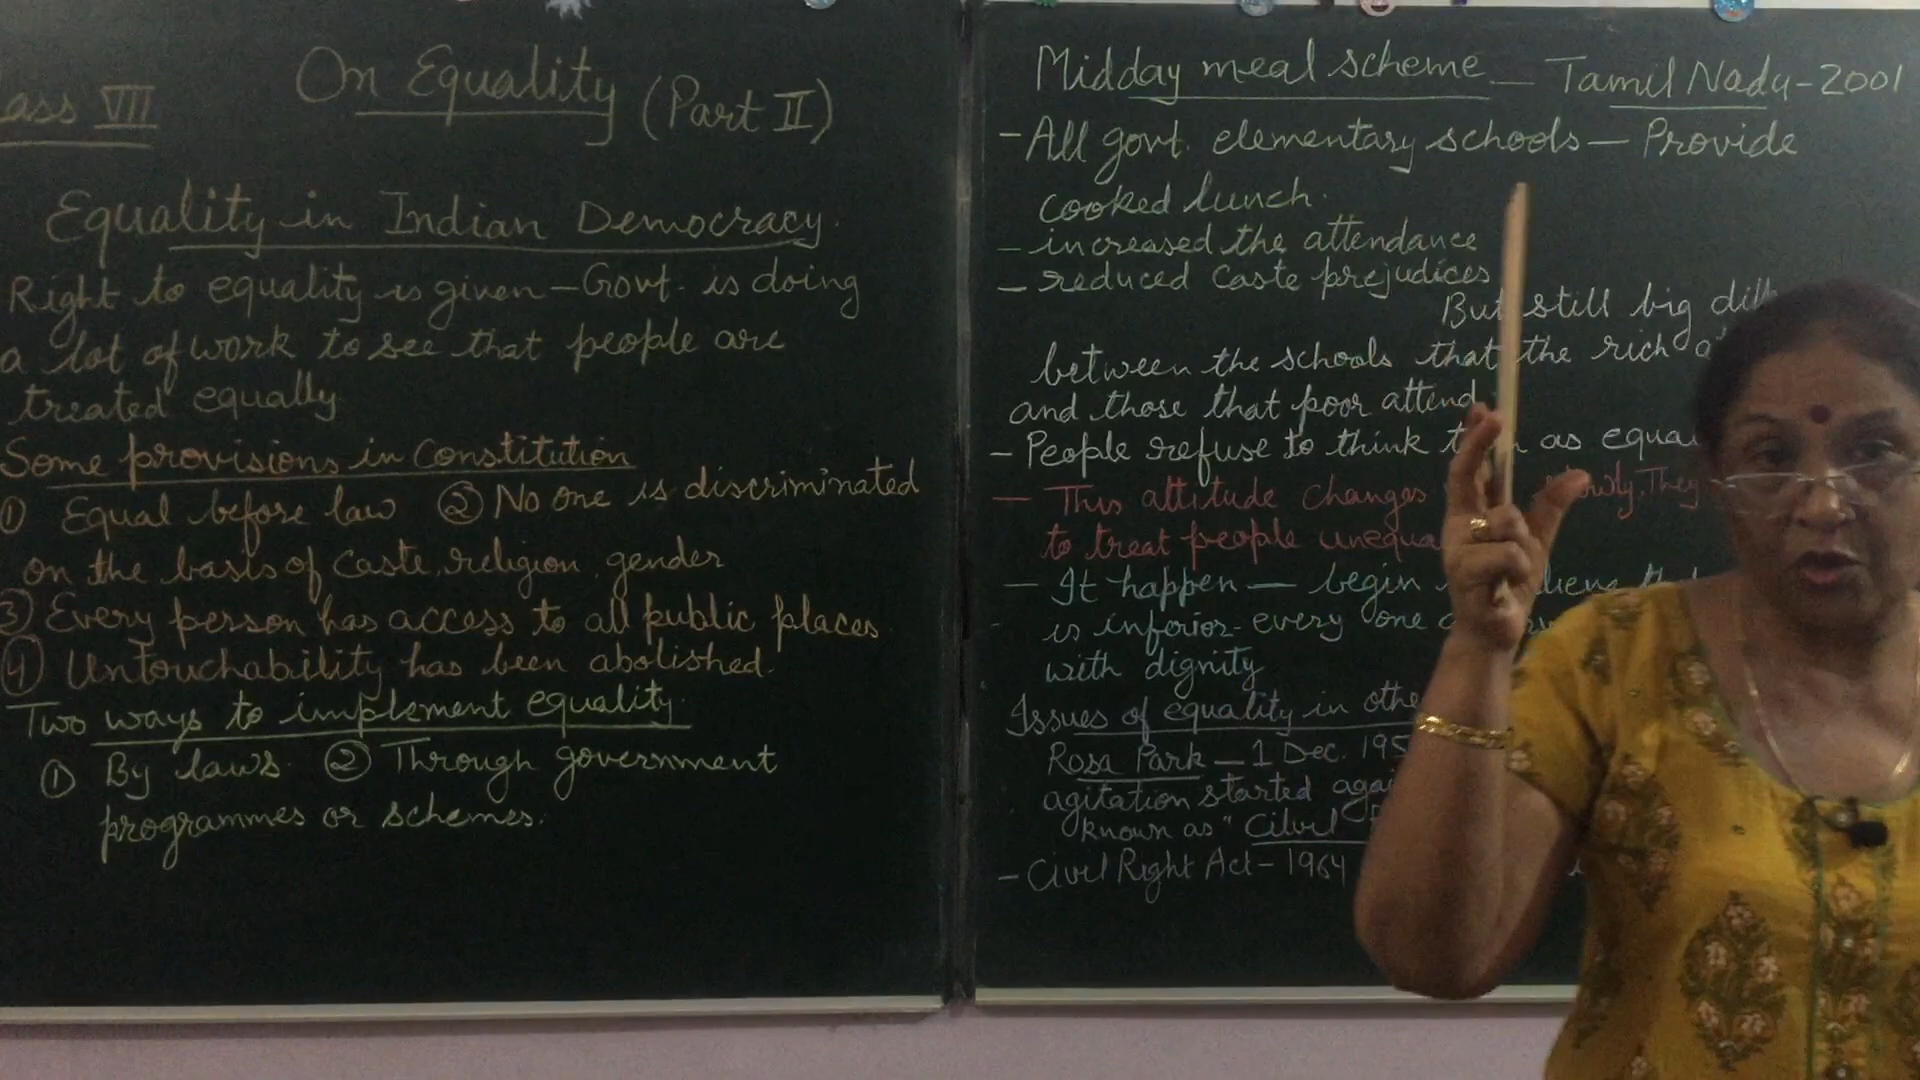 On Equality (Part II)
ass VII
Equality in Indian Democracy.
Right to equality is given - Govt. is doing
a lot of work to see that people are
treated equally
Some provisions in Constitution
① Equal before law ② No one is discriminated
on the basis of caste, religion, gender
③ Every person has access to all public places
④ Untouchability has been abolished.
Two ways to implement equality.
① By laws. ② Through government
programmes or schemes.
Midday meal scheme - Tamil Nadu - 2001
- All govt. elementary schools - Provide
cooked lunch.
- increased the attendance
- reduced caste prejudices
But still big
between the schools that the rich
and those that poor attend
- People refuse to think as
- This attitude changes They
to treat people
- It happen - begin
is inferior - every one
with dignity
Issues of equality in
Rosa Park - 1 Dec.
agitation started
known as "Cilvil
- Civil Right Act - 1964